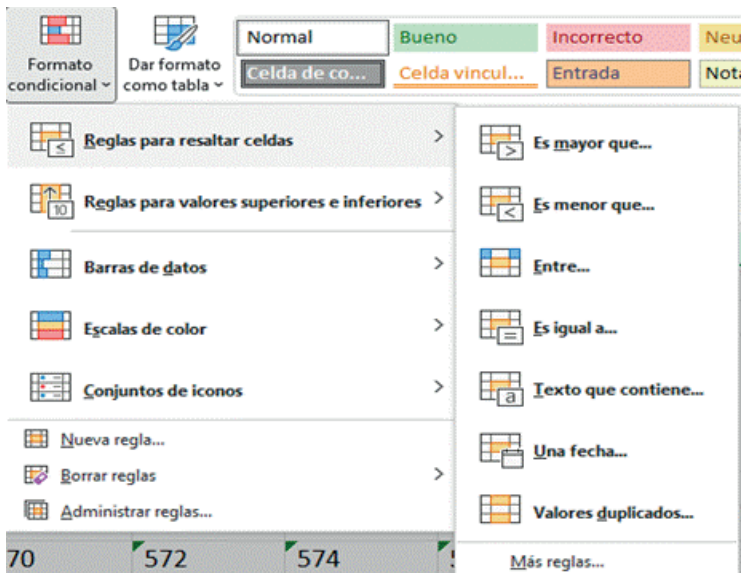 Formato
condicional
Dar formato
como tabla
Normal
Bueno
Incorrecto
Neu
Celda de co...
Celda vincul...
Entrada
Nota
Reglas para resaltar celdas
Reglas para valores superiores e inferiores
10
Barras de datos
Escalas de color
Conjuntos de iconos
Nueva regla...
Borrar reglas
Administrar reglas...
Es mayor que...
Es menor que...
Entre...
Es igual a...
a
Texto que contiene...
Una fecha...
Valores duplicados...
Más reglas...
70
572
574